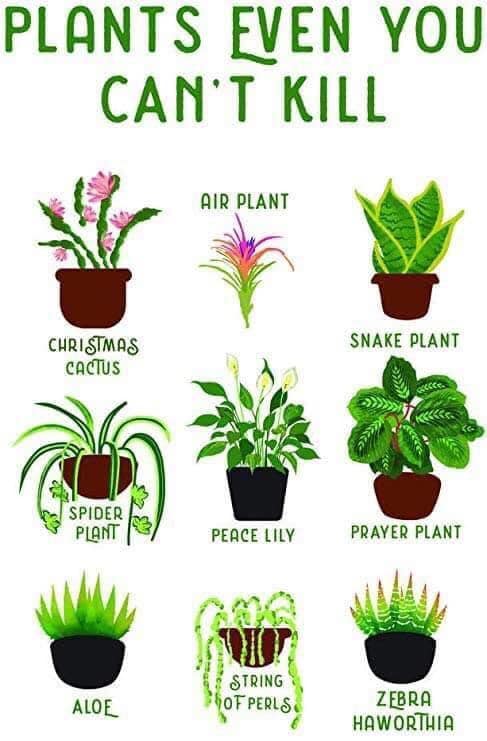 PLANTS EVEN YOU
CAN'T KILL
AIR PLANT
CHRISTMAS
CACTUS
SNAKE PLANT
SPIDER
PLANT
PEACE LILY
PRAYER PLANT
ALOE
STRING
OF PERLS
ZEBRA
HAWORTHIA